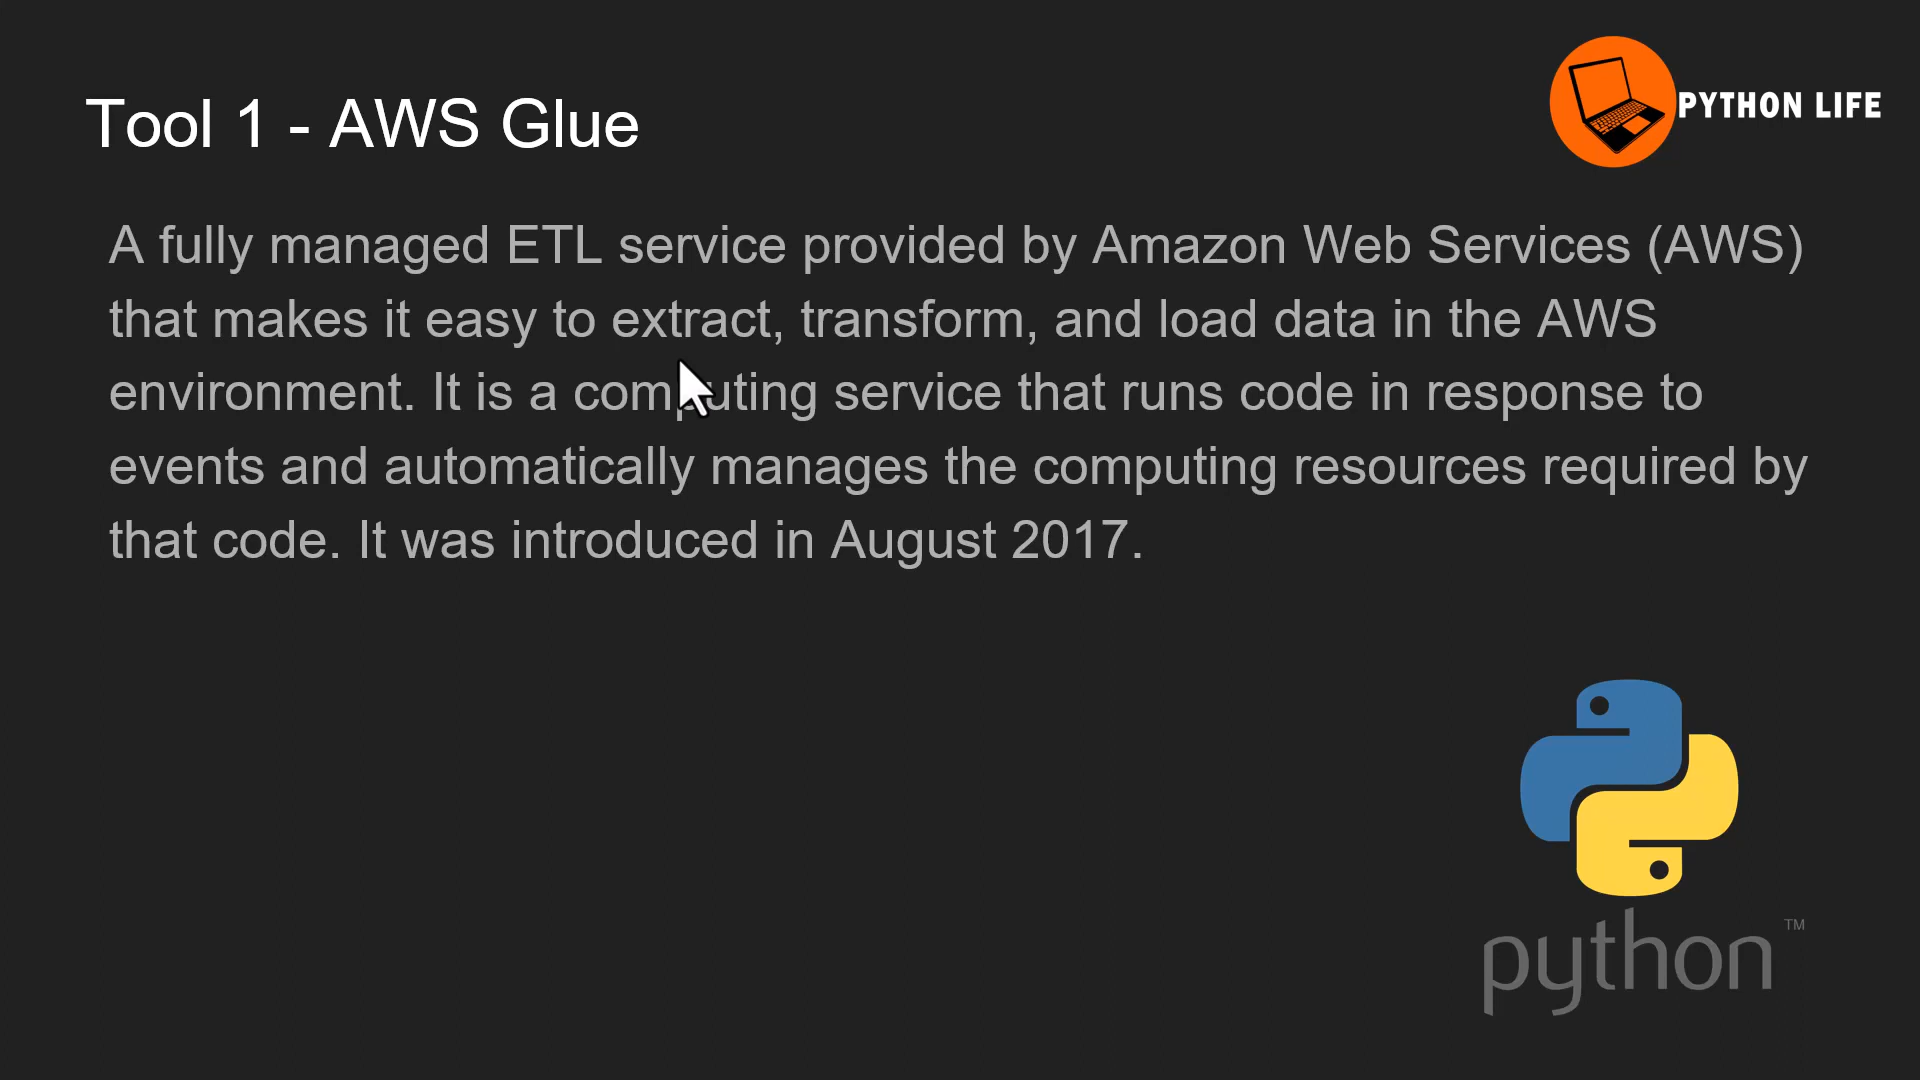 Tool 1 - AWS Glue
PYTHON LIFE
A fully managed ETL service provided by Amazon Web Services (AWS)
that makes it easy to extract, transform, and load data in the AWS
environment. It is a computing service that runs code in response to
events and automatically manages the computing resources required by
that code. It was introduced in August 2017.
python™